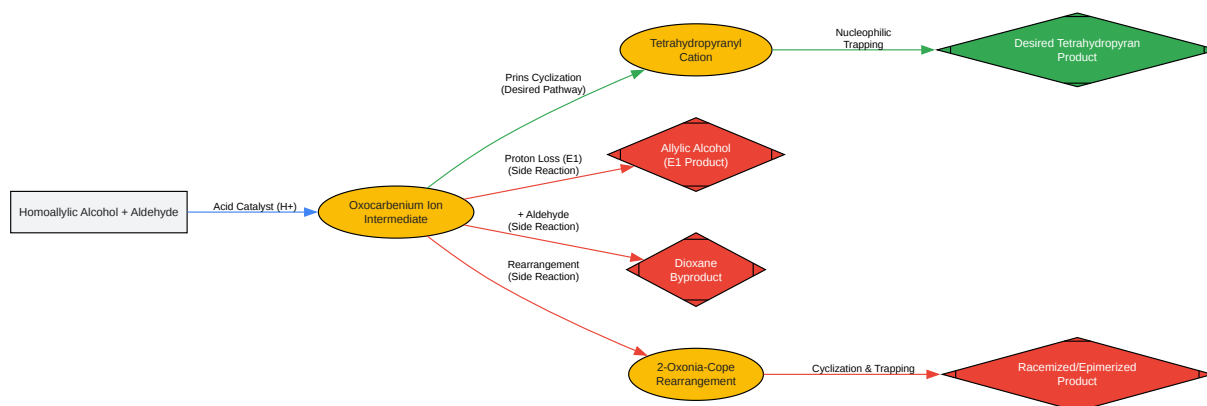 Homoallylic Alcohol + Aldehyde
Acid Catalyst (H+)
Oxocarbenium Ion
Intermediate
Prins Cyclization
(Desired Pathway)
Tetrahydropyranyl
Cation
Nucleophilic
Trapping
Desired Tetrahydropyran
Product
Proton Loss (E1)
(Side Reaction)
Allylic Alcohol
(E1 Product)
+ Aldehyde
(Side Reaction)
Dioxane
Byproduct
Rearrangement
(Side Reaction)
2-Oxonia-Cope
Rearrangement
Cyclization & Trapping
Racemized/Epimerized
Product